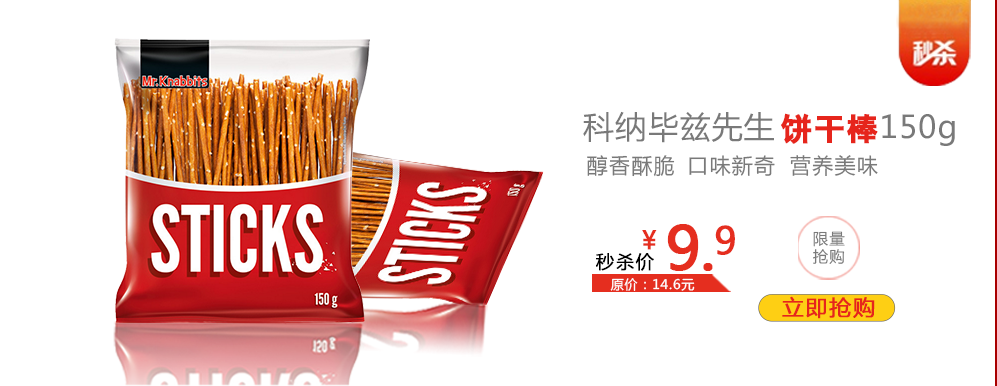 Mr.Knabbits
STICKS
150 g
STICKS
150 g
秒杀
科纳毕兹先生 饼干棒150g
醇香酥脆 口味新奇 营养美味
秒杀价 ¥9.9
原价：14.6元
限量
抢购
立即抢购